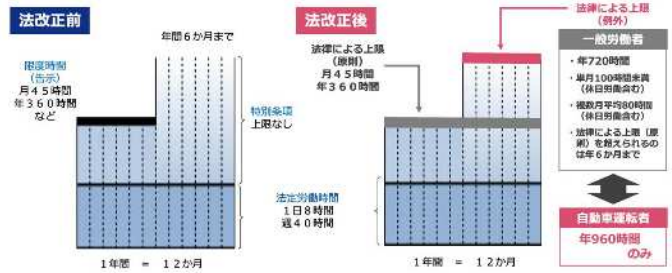 法改正前
年間6か月まで
限度時間
(告示)
月45時間
年360時間
など
特別条項
上限なし
法定労働時間
1日8時間
週40時間
1年間 = 12か月
法改正後
法律による上限
(原則)
月45時間
年360時間
1年間 = 12か月
法律による上限
(例外)
一般労働者
・年720時間
・単月100時間未満
(休日労働含む)
・複数月平均80時間
(休日労働含む)
・法律による上限(原
則)を超えられるの
は年6か月まで
自動車運転者
年960時間
のみ